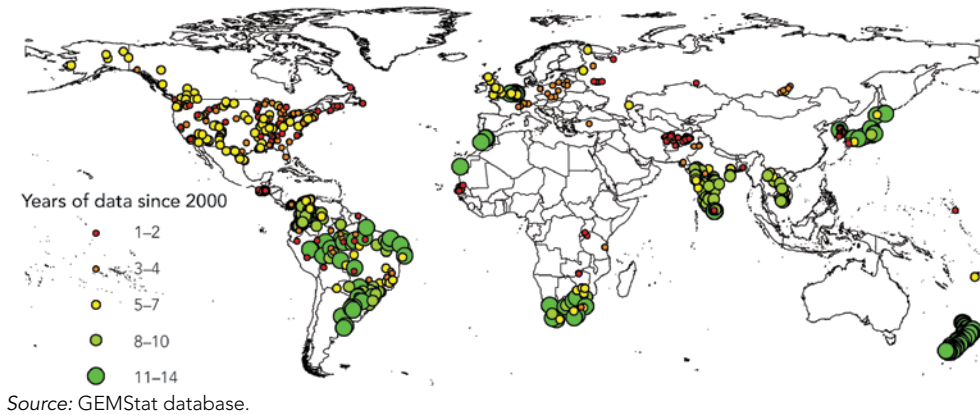 Years of data since 2000
1–2
3–4
5–7
8–10
11–14
Source: GEMStat database.